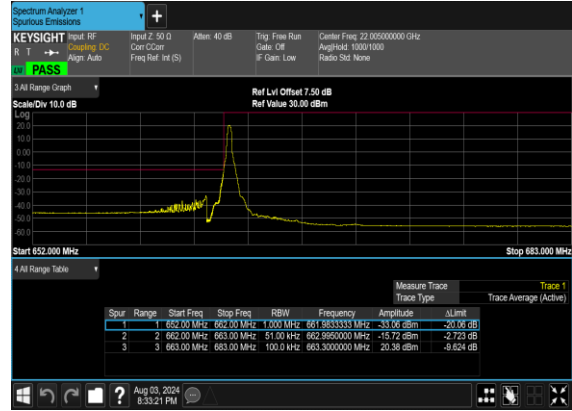 Spectrum Analyzer 1
Spurious Emissions
KEYSIGHT Input: RF Input Z: 50 Ω Atten: 40 dB Trig: Free Run Center Freq: 22.005000000 GHz
R T Coupling: DC Corr CCorr Gate: Off Avg|Hold: 1000/1000
Align: Auto Freq Ref: Int (S) IF Gain: Low Radio Std: None
PASS
3 All Range Graph
Ref Lvl Offset 7.50 dB
Scale/Div 10.0 dB Ref Value 30.00 dBm
Log
20.0
10.0
0.00
-10.0
-20.0
-30.0
-40.0
-50.0
-60.0
Start 652.000 MHz Stop 683.000 MHz
4 All Range Table
Measure Trace Trace 1
Trace Type Trace Average (Active)
Spur Range Start Freq Stop Freq RBW Frequency Amplitude ΔLimit
1 1 652.00 MHz 662.00 MHz 1.000 MHz 661.9833333 MHz -33.06 dBm -20.06 dB
2 2 662.00 MHz 663.00 MHz 51.00 kHz 662.9950000 MHz -15.72 dBm -2.723 dB
3 3 663.00 MHz 683.00 MHz 100.0 kHz 663.3000000 MHz 20.38 dBm -9.624 dB
? Aug 03, 2024
8:33:21 PM